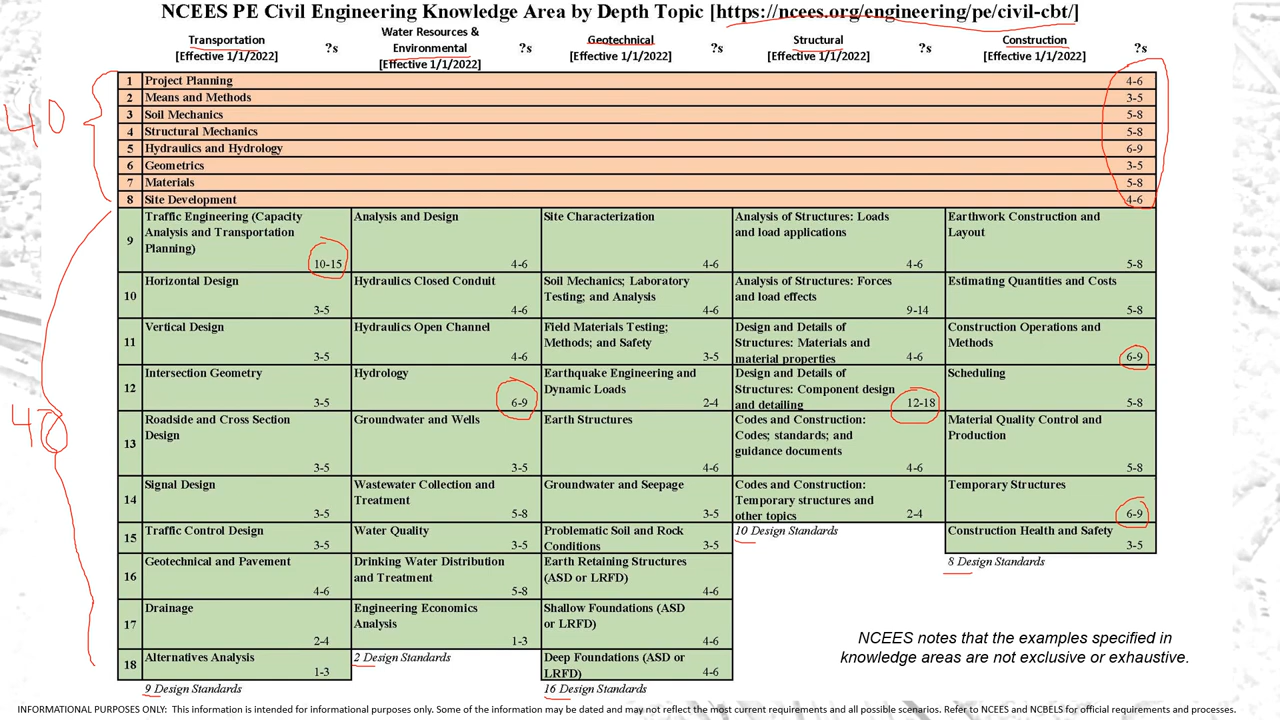 NCEES PE Civil Engineering Knowledge Area by Depth Topic [https://ncees.org/engineering/pe/civil-cbt/]
Transportation
[Effective 1/1/2022]
?s
Water Resources &
Environmental
[Effective 1/1/2022]
?s
Geotechnical
[Effective 1/1/2022]
?s
Structural
[Effective 1/1/2022]
?s
Construction
[Effective 1/1/2022]
?s
40
1 Project Planning 4-6
2 Means and Methods 3-5
3 Soil Mechanics 5-8
4 Structural Mechanics 5-8
5 Hydraulics and Hydrology 6-9
6 Geometrics 3-5
7 Materials 5-8
8 Site Development 4-6
40
9
Traffic Engineering (Capacity
Analysis and Transportation
Planning)
10-15
Analysis and Design
4-6
Site Characterization
4-6
Analysis of Structures: Loads
and load applications
4-6
Earthwork Construction and
Layout
5-8
10
Horizontal Design
3-5
Hydraulics Closed Conduit
4-6
Soil Mechanics; Laboratory
Testing; and Analysis
4-6
Analysis of Structures: Forces
and load effects
9-14
Estimating Quantities and Costs
5-8
11
Vertical Design
3-5
Hydraulics Open Channel
4-6
Field Materials Testing;
Methods; and Safety
3-5
Design and Details of
Structures: Materials and
material properties
4-6
Construction Operations and
Methods
6-9
12
Intersection Geometry
3-5
Hydrology
6-9
Earthquake Engineering and
Dynamic Loads
2-4
Design and Details of
Structures: Component design
and detailing
12-18
Scheduling
5-8
13
Roadside and Cross Section
Design
3-5
Groundwater and Wells
3-5
Earth Structures
4-6
Codes and Construction:
Codes; standards; and
guidance documents
4-6
Material Quality Control and
Production
5-8
14
Signal Design
3-5
Wastewater Collection and
Treatment
5-8
Groundwater and Seepage
3-5
Codes and Construction:
Temporary structures and
other topics
2-4
Temporary Structures
6-9
15
Traffic Control Design
3-5
Water Quality
3-5
Problematic Soil and Rock
Conditions
3-5
10 Design Standards
Construction Health and Safety
3-5
16
Geotechnical and Pavement
4-6
Drinking Water Distribution
and Treatment
5-8
Earth Retaining Structures
(ASD or LRFD)
4-6
8 Design Standards
17
Drainage
2-4
Engineering Economics
Analysis
1-3
Shallow Foundations (ASD
or LRFD)
4-6
18
Alternatives Analysis
1-3
2 Design Standards
Deep Foundations (ASD or
LRFD)
4-6
9 Design Standards
16 Design Standards
NCEES notes that the examples specified in
knowledge areas are not exclusive or exhaustive.
INFORMATIONAL PURPOSES ONLY: This information is intended for informational purposes only. Some of the information may be dated and may not reflect the most current requirements and all possible scenarios. Refer to NCEES and NCBELS for official requirements and processes.